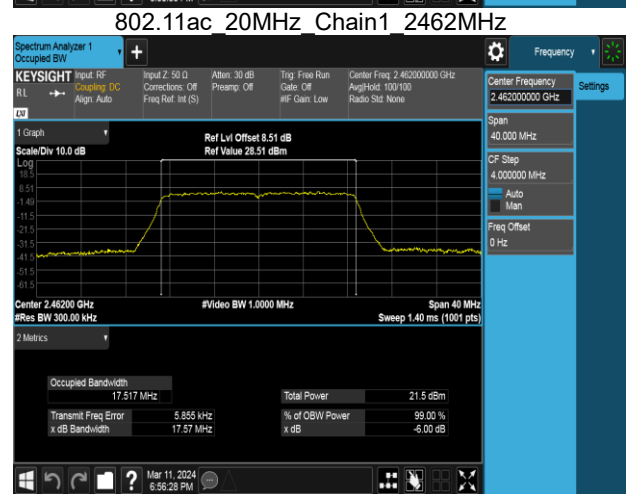 802.11ac_20MHz_Chain1_2462MHz
Spectrum Analyzer 1
Occupied BW
Frequency
KEYSIGHT
RL
LXI
Input: RF
Coupling: DC
Align: Auto
Input Z: 50 Ω
Corrections: Off
Freq Ref: Int (S)
Atten: 30 dB
Preamp: Off
Trig: Free Run
Gate: Off
#IF Gain: Low
Center Freq: 2.462000000 GHz
Avg|Hold: 100/100
Radio Std: None
Center Frequency
2.462000000 GHz
Settings
Span
40.000 MHz
CF Step
4.000000 MHz
Auto
Man
Freq Offset
0 Hz
1 Graph
Scale/Div 10.0 dB
Ref Lvl Offset 8.51 dB
Ref Value 28.51 dBm
Log
18.5
8.51
-1.49
-11.5
-21.5
-31.5
-41.5
-51.5
-61.5
Center 2.46200 GHz
#Res BW 300.00 kHz
#Video BW 1.0000 MHz
Span 40 MHz
Sweep 1.40 ms (1001 pts)
2 Metrics
Occupied Bandwidth
17.517 MHz
Total Power 21.5 dBm
Transmit Freq Error 5.855 kHz
% of OBW Power 99.00 %
x dB Bandwidth 17.57 MHz
x dB -6.00 dB
?
Mar 11, 2024
6:56:28 PM